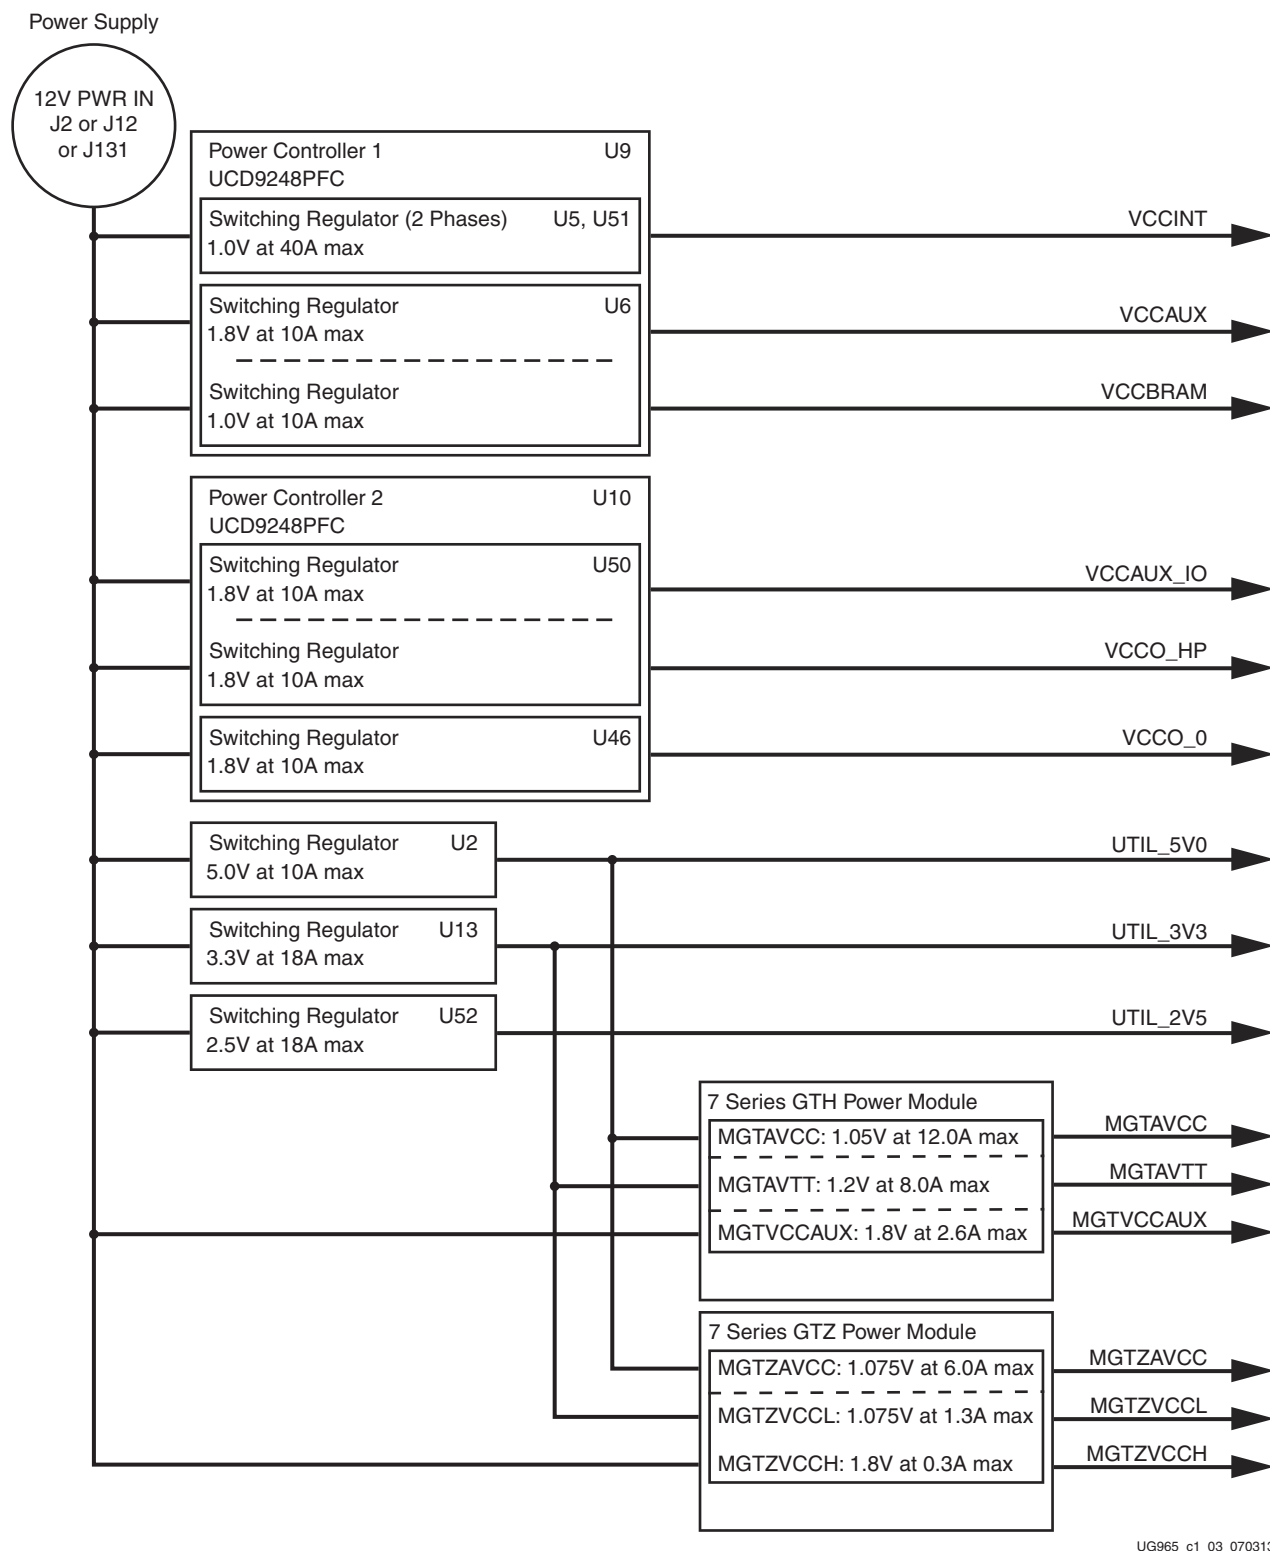 Power Supply
12V PWR IN
J2 or J12
or J131
Power Controller 1 U9
UCD9248PFC
Switching Regulator (2 Phases) U5, U51
1.0V at 40A max
VCCINT
Switching Regulator U6
1.8V at 10A max
VCCAUX
Switching Regulator
1.0V at 10A max
VCCBRAM
Power Controller 2 U10
UCD9248PFC
Switching Regulator U50
1.8V at 10A max
VCCAUX_IO
Switching Regulator
1.8V at 10A max
VCCO_HP
Switching Regulator U46
1.8V at 10A max
VCCO_0
Switching Regulator U2
5.0V at 10A max
UTIL_5V0
Switching Regulator U13
3.3V at 18A max
UTIL_3V3
Switching Regulator U52
2.5V at 18A max
UTIL_2V5
7 Series GTH Power Module
MGTAVCC: 1.05V at 12.0A max
MGTAVCC
MGTAVTT: 1.2V at 8.0A max
MGTAVTT
MGTVCCAUX: 1.8V at 2.6A max
MGTVCCAUX
7 Series GTZ Power Module
MGTZAVCC: 1.075V at 6.0A max
MGTZAVCC
MGTZVCCL: 1.075V at 1.3A max
MGTZVCCL
MGTZVCCH: 1.8V at 0.3A max
MGTZVCCH
UG965_c1_03_070313